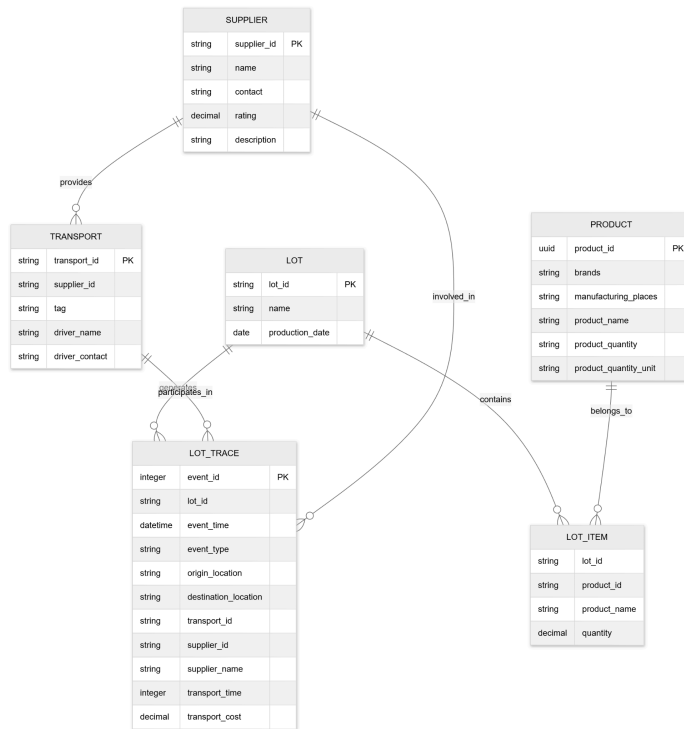 SUPPLIER
string supplier_id PK
string name
string contact
decimal rating
string description
provides
TRANSPORT
string transport_id PK
string supplier_id
string tag
string driver_name
string driver_contact
LOT
string lot_id PK
string name
date production_date
involved_in
PRODUCT
uuid product_id PK
string brands
string manufacturing_places
string product_name
string product_quantity
string product_quantity_unit
generates
participates_in
contains
belongs_to
LOT_TRACE
integer event_id PK
string lot_id
datetime event_time
string event_type
string origin_location
string destination_location
string transport_id
string supplier_id
string supplier_name
integer transport_time
decimal transport_cost
LOT_ITEM
string lot_id
string product_id
string product_name
decimal quantity